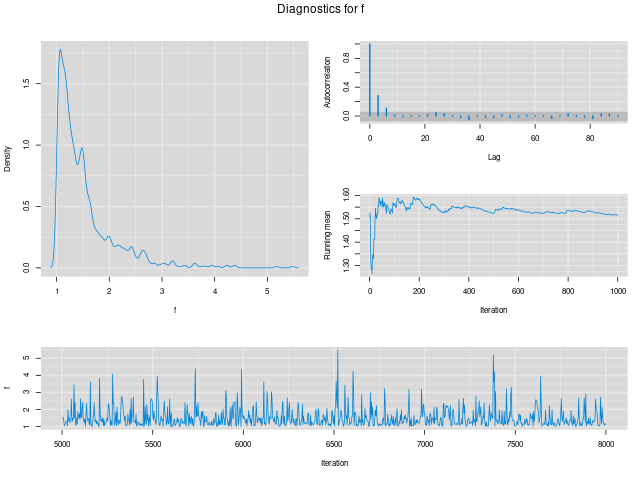 Diagnostics for f
Density
0.0 0.5 1.0 1.5
1 2 3 4 5
f
Autocorrelation
0.0 0.4 0.8
0 20 40 60 80
Lag
Running mean
1.30 1.40 1.50 1.60
0 200 400 600 800 1000
Iteration
f
1 2 3 4 5
5000 5500 6000 6500 7000 7500 8000
Iteration